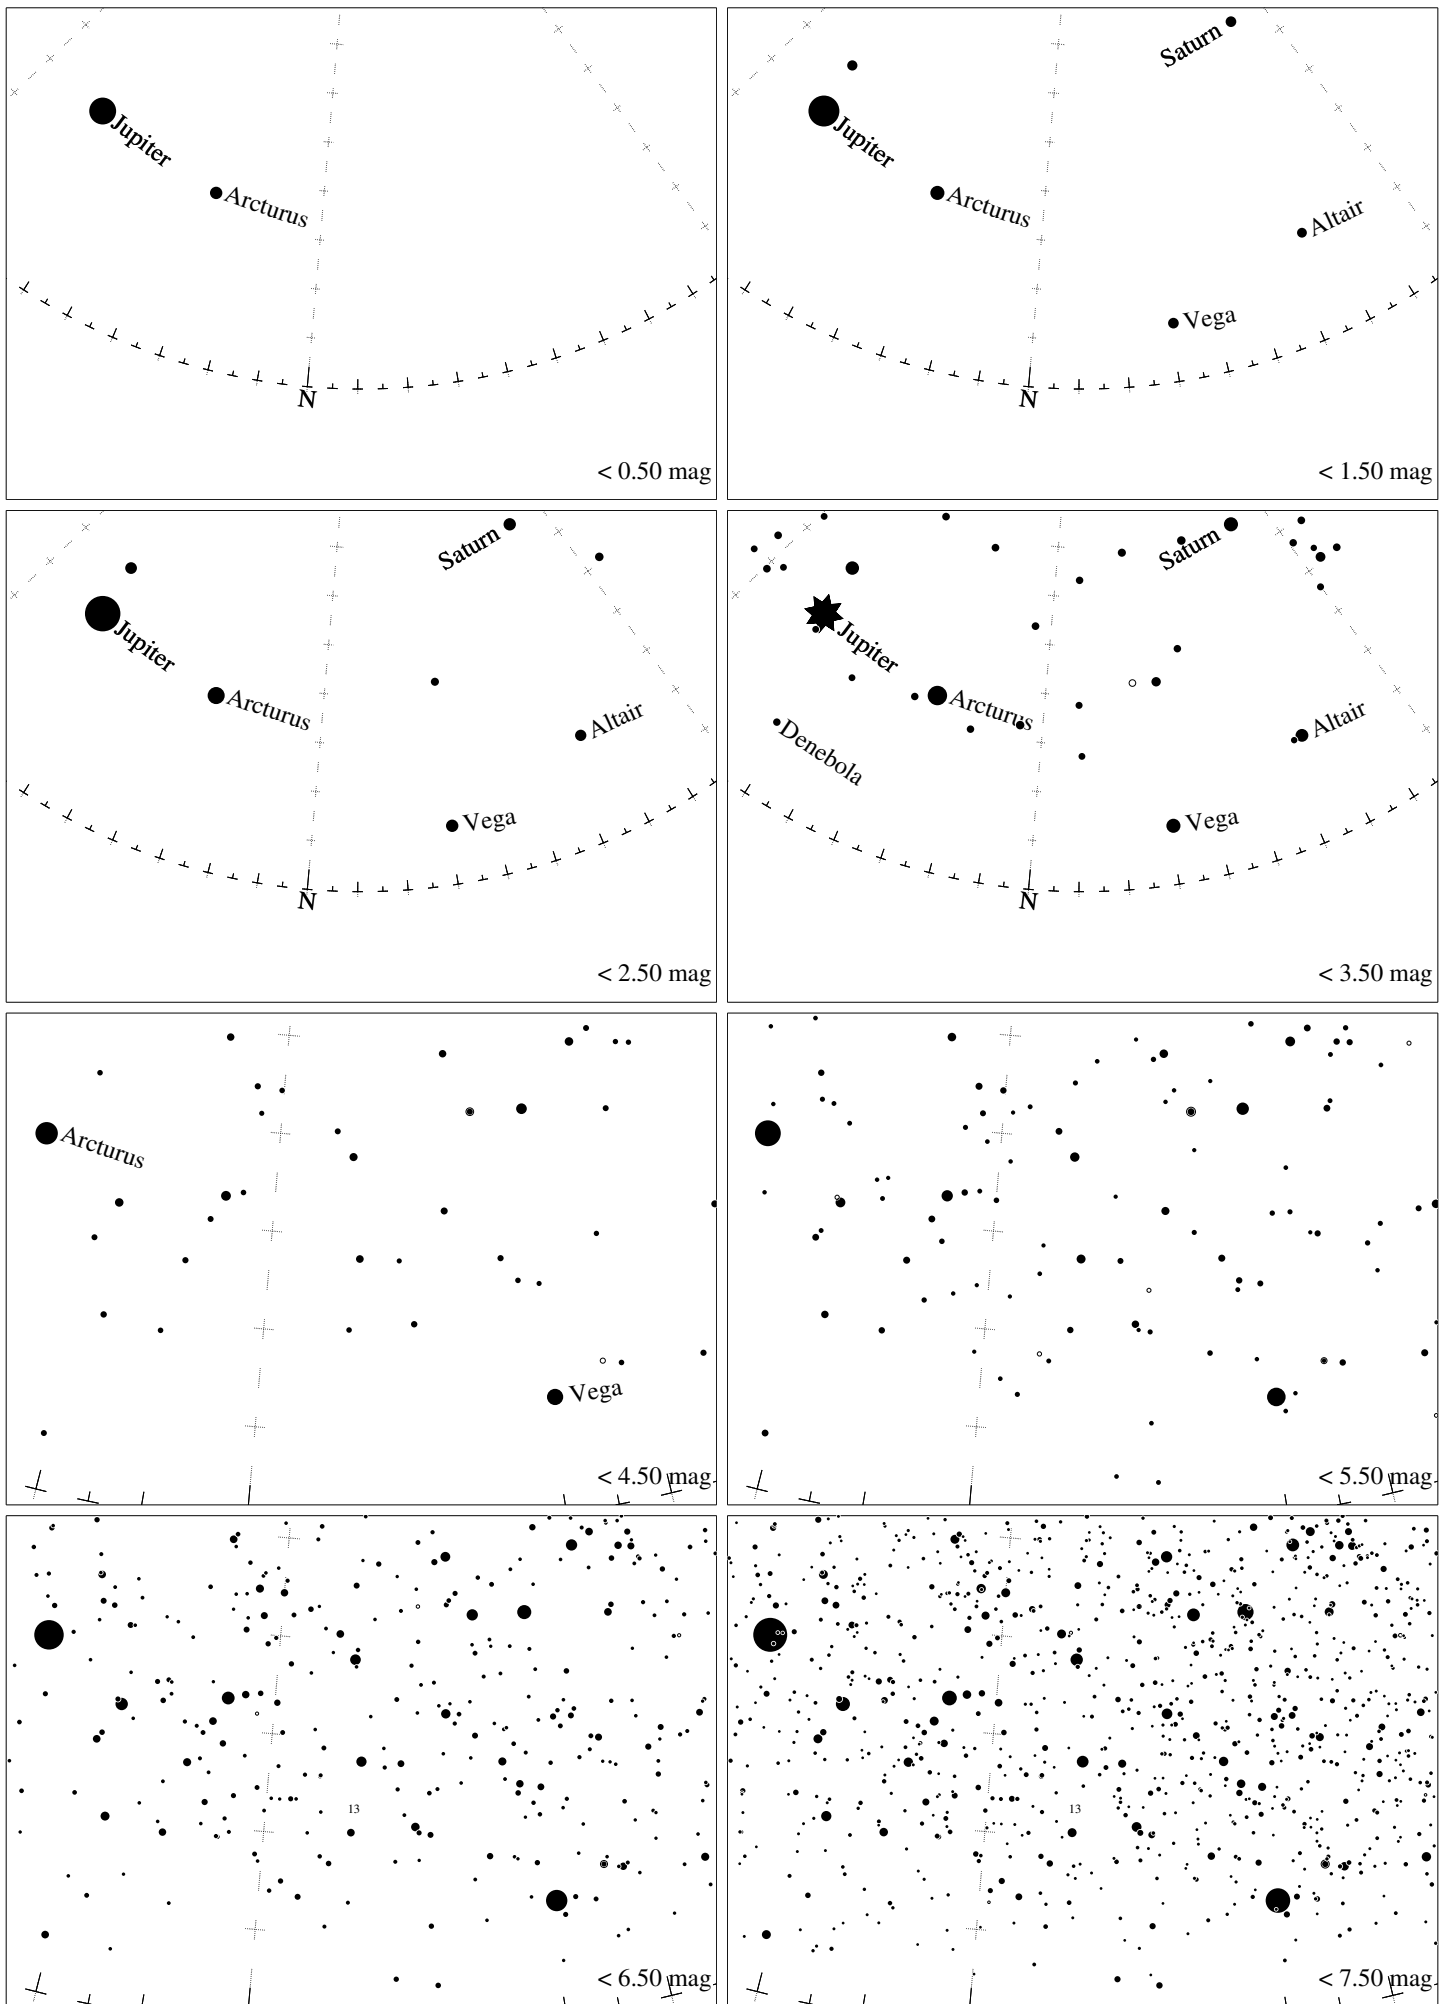 Jupiter
Arcturus
N
< 0.50 mag
Saturn
Jupiter
Arcturus
Altair
Vega
N
< 1.50 mag
Saturn
Jupiter
Arcturus
Altair
Vega
N
< 2.50 mag
Saturn
Jupiter
Arcturus
Altair
Denebola
Vega
N
< 3.50 mag
Arcturus
Vega
< 4.50 mag
< 5.50 mag
13
< 6.50 mag
13
< 7.50 mag